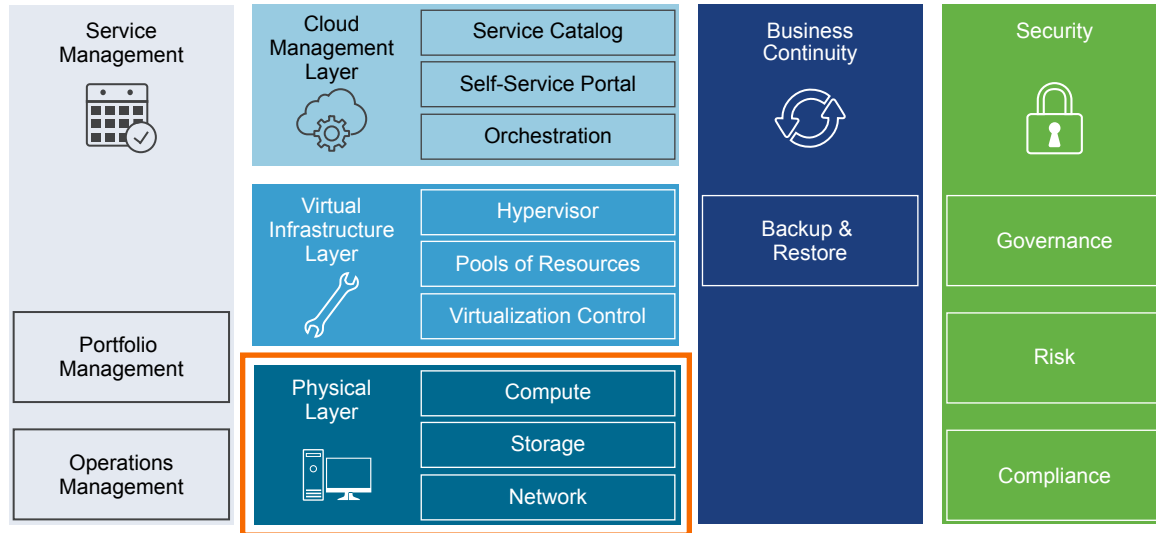 Service
Management
Portfolio
Management
Operations
Management
Cloud
Management
Layer
Service Catalog
Self-Service Portal
Orchestration
Virtual
Infrastructure
Layer
Hypervisor
Pools of Resources
Virtualization Control
Physical
Layer
Compute
Storage
Network
Business
Continuity
Backup &
Restore
Security
Governance
Risk
Compliance